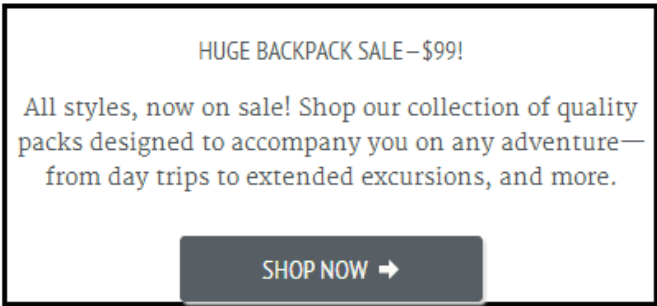 HUGE BACKPACK SALE—$99!
All styles, now on sale! Shop our collection of quality
packs designed to accompany you on any adventure—
from day trips to extended excursions, and more.
SHOP NOW ➡